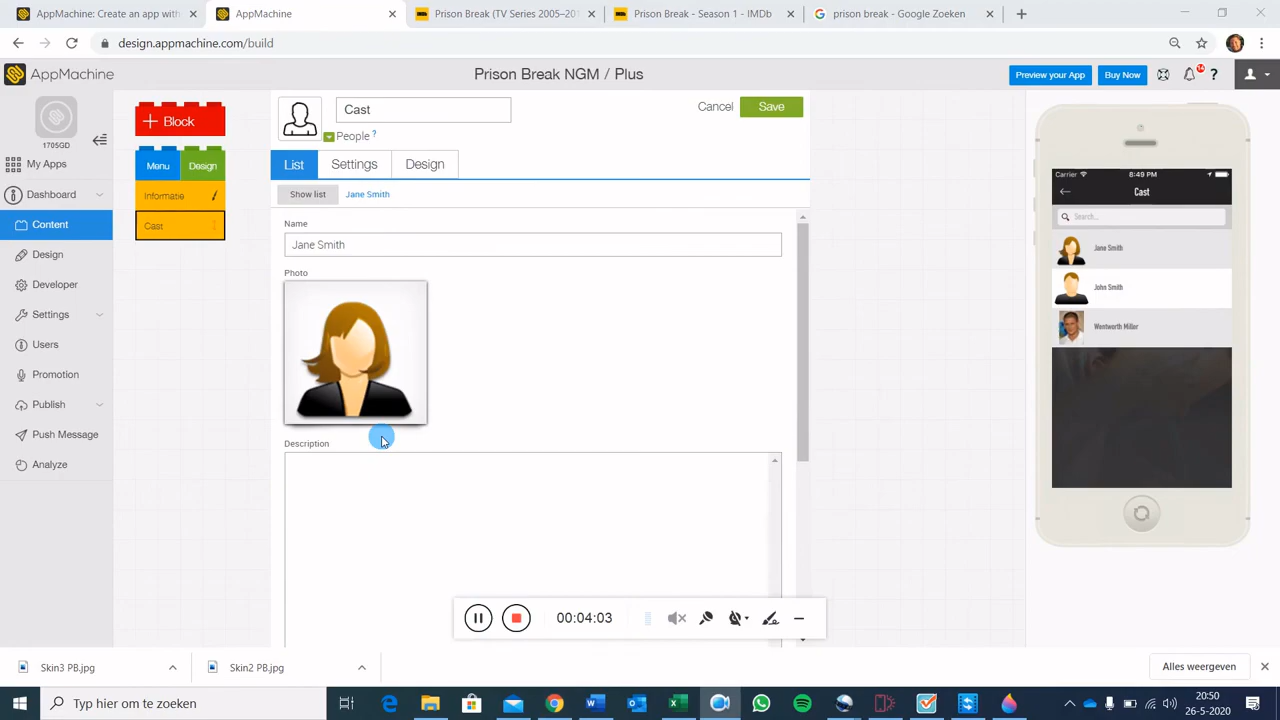 AppMachine: Create an app with
AppMachine
Prison Break (TV Series 2005–20
Prison Break - Season 1 - IMDb
prison break - Google Zoeken
design.appmachine.com/build
AppMachine
Prison Break NGM / Plus
Preview your App
Buy Now
14
?
1705GD
My Apps
Dashboard
Content
Design
Developer
Settings
Users
Promotion
Publish
Push Message
Analyze
+ Block
Menu
Design
Informatie
Cast
Cast
People ?
Cancel
Save
List
Settings
Design
Show list
Jane Smith
Name
Jane Smith
Photo
Description
Carrier
8:49 PM
Cast
Search...
Jane Smith
John Smith
Wentworth Miller
00:04:03
Skin3 PB.jpg
Skin2 PB.jpg
Alles weergeven
Typ hier om te zoeken
20:50
26-5-2020